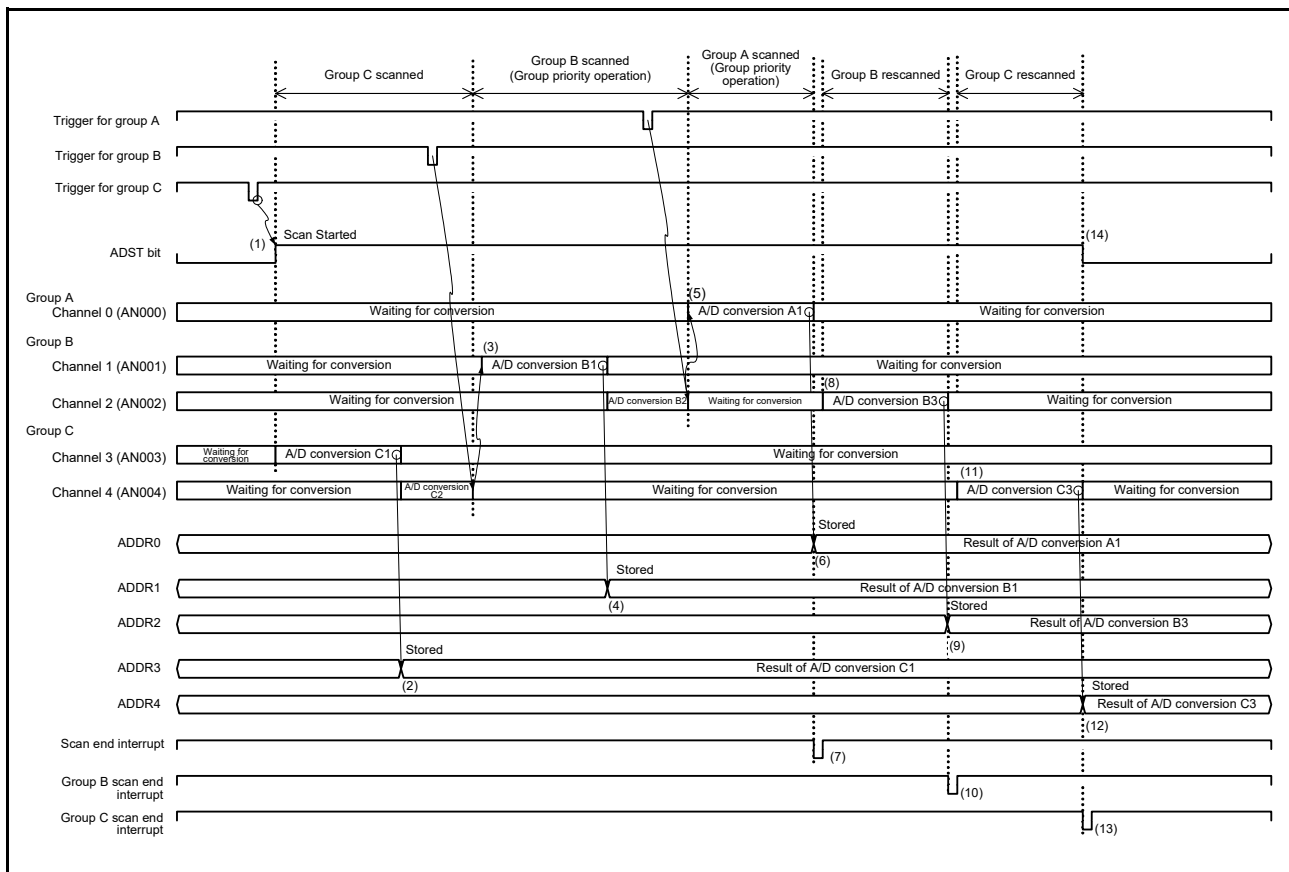 Group C scanned
Group B scanned
(Group priority operation)
Group A scanned
(Group priority
operation)
Group B rescanned
Group C rescanned
Trigger for group A
Trigger for group B
Trigger for group C
(1)
Scan Started
(14)
ADST bit
Group A
(5)
Channel 0 (AN000)
Waiting for conversion
A/D conversion A1
Waiting for conversion
Group B
(3)
Channel 1 (AN001)
Waiting for conversion
A/D conversion B1
Waiting for conversion
(8)
Channel 2 (AN002)
Waiting for conversion
A/D conversion B2
Waiting for conversion
A/D conversion B3
Waiting for conversion
Group C
Channel 3 (AN003)
Waiting for
conversion
A/D conversion C1
Waiting for conversion
(11)
Channel 4 (AN004)
Waiting for conversion
A/D conversion
C2
Waiting for conversion
A/D conversion C3
Waiting for conversion
Stored
ADDR0
Result of A/D conversion A1
(6)
Stored
ADDR1
Result of A/D conversion B1
(4)
Stored
ADDR2
Result of A/D conversion B3
(9)
Stored
ADDR3
Result of A/D conversion C1
(2)
Stored
ADDR4
Result of A/D conversion C3
(12)
Scan end interrupt
(7)
Group B scan end
interrupt
(10)
Group C scan end
interrupt
(13)